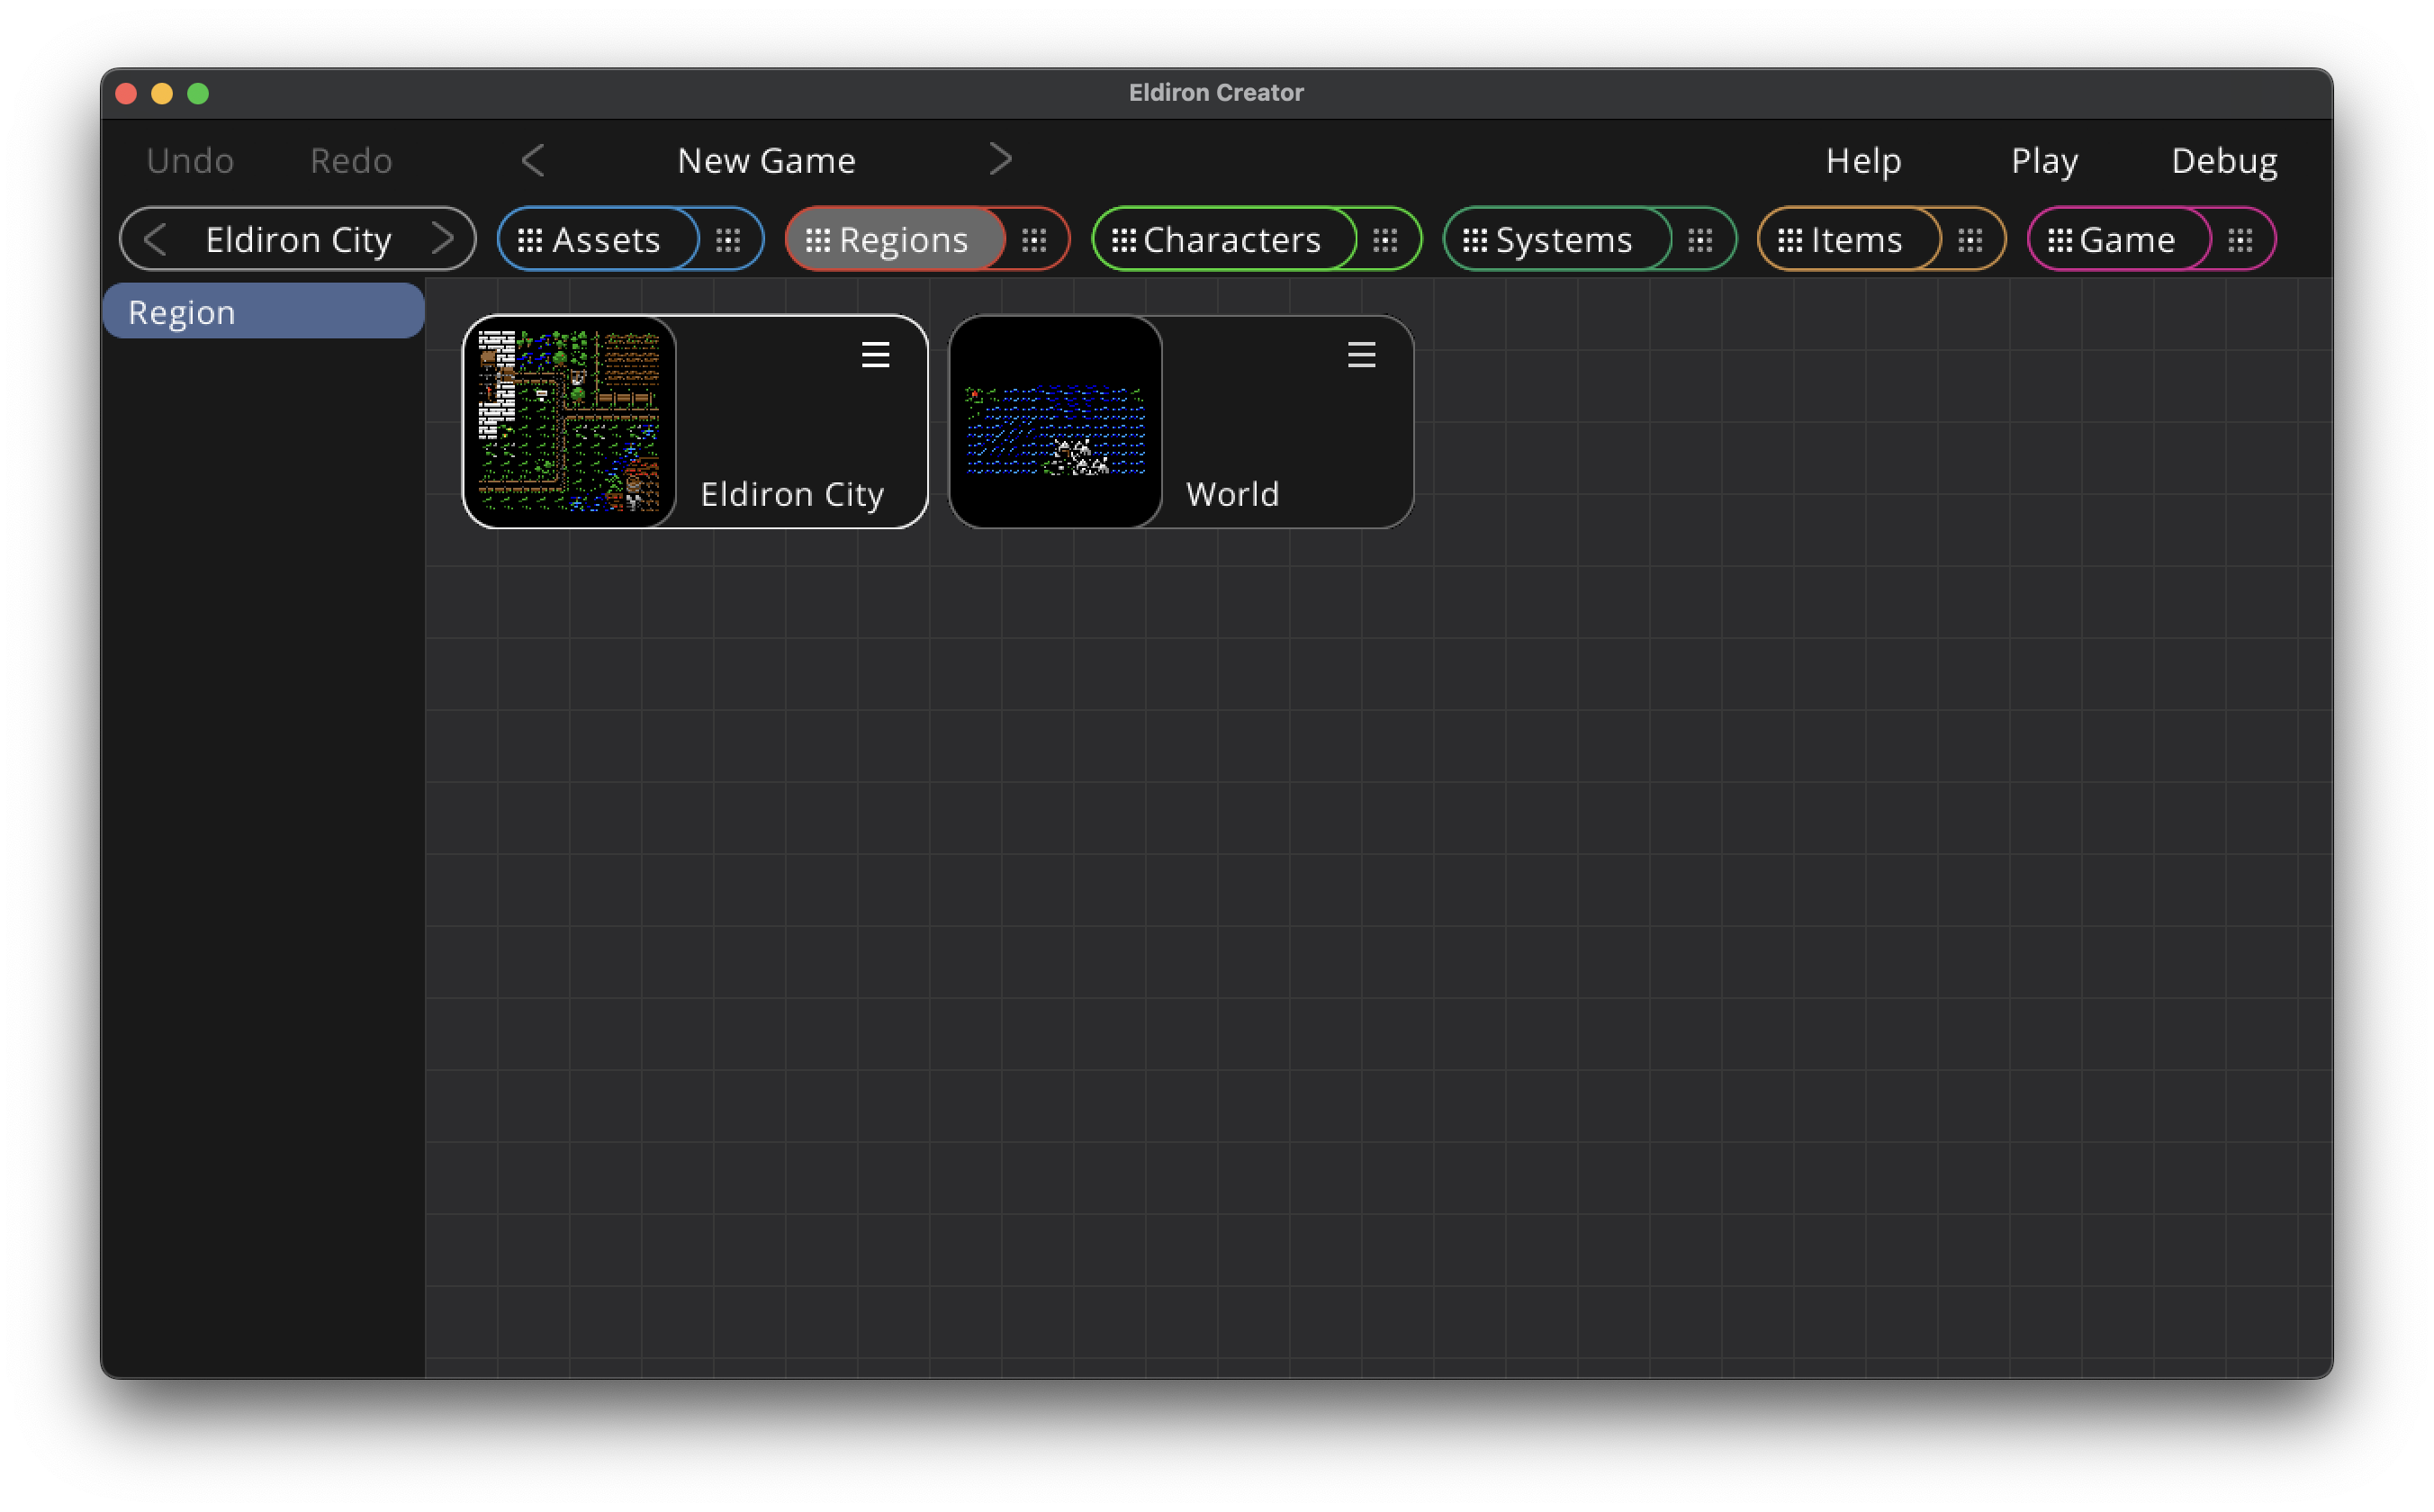 Eldiron Creator
Undo Redo New Game Help Play Debug
Eldiron City Assets Regions Characters Systems Items Game
Region
Eldiron City World